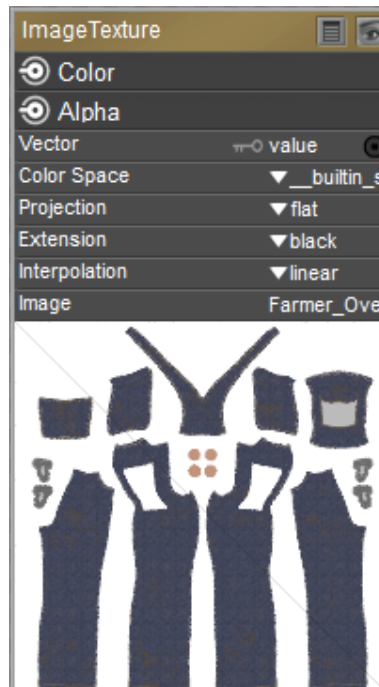 ImageTexture
Color
Alpha
Vector value
Color Space __builtin_s
Projection flat
Extension black
Interpolation linear
Image Farmer_Ove